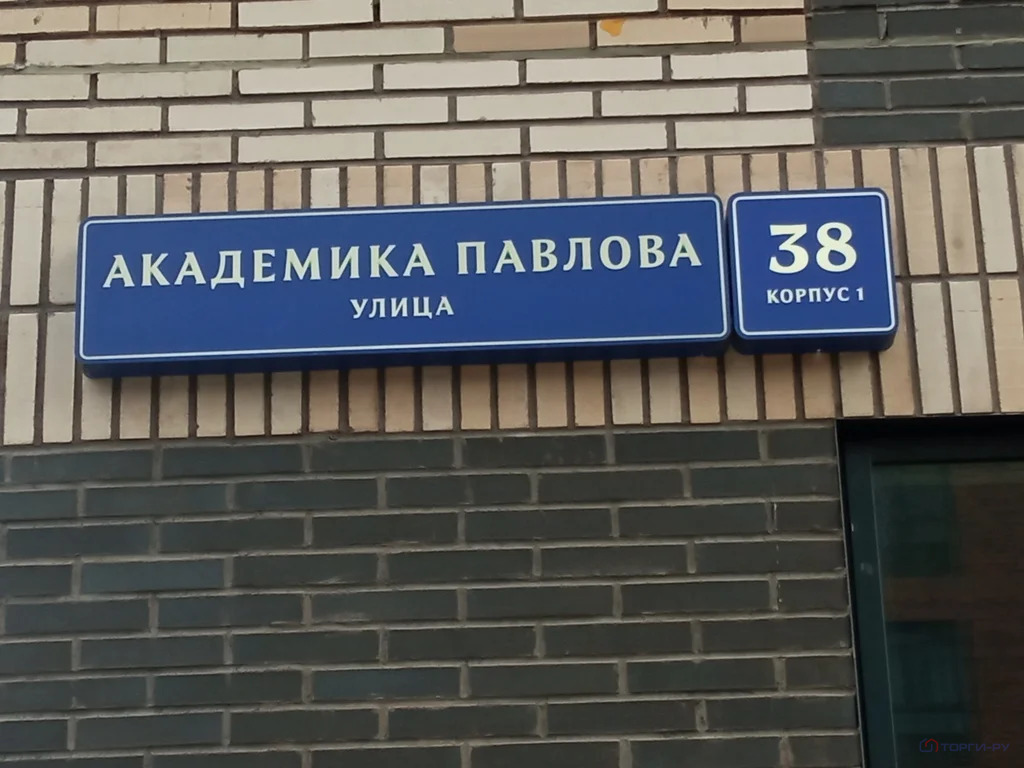 АКАДЕМИКА ПАВЛОВА
УЛИЦА
38
КОРПУС 1
ТОРГИ-РУ